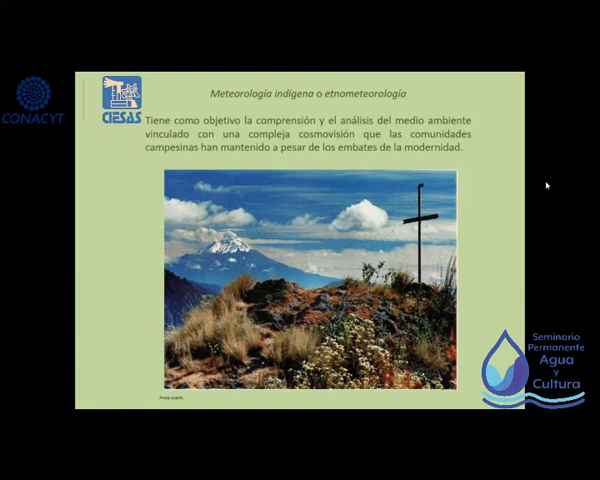 CONACYT
CIESAS
Meteorología indígena o etnometeorología
Tiene como objetivo la comprensión y el análisis del medio ambiente
vinculado con una compleja cosmovisión que las comunidades
campesinas han mantenido a pesar de los embates de la modernidad.
Seminario
Permanente
Agua
y
Cultura